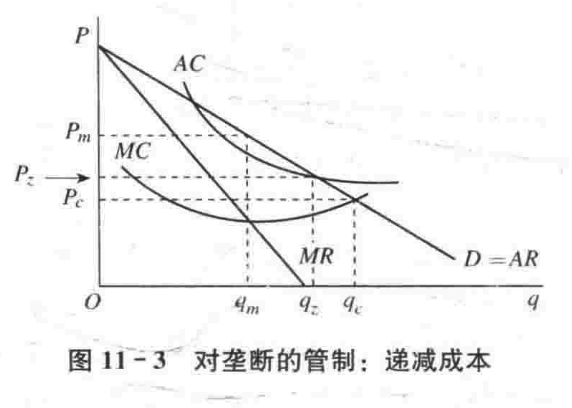 P
AC
P_m
MC
P_z
P_c
MR
D = AR
O
q_m
q_z
q_c
q
图 11-3 对垄断的管制：递减成本